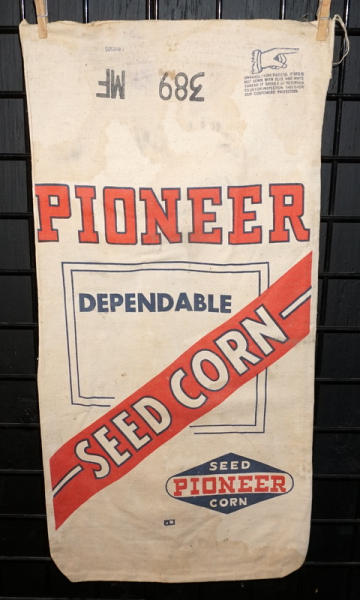 389 MF
PIONEER
DEPENDABLE
SEED CORN
SEED
PIONEER
CORN